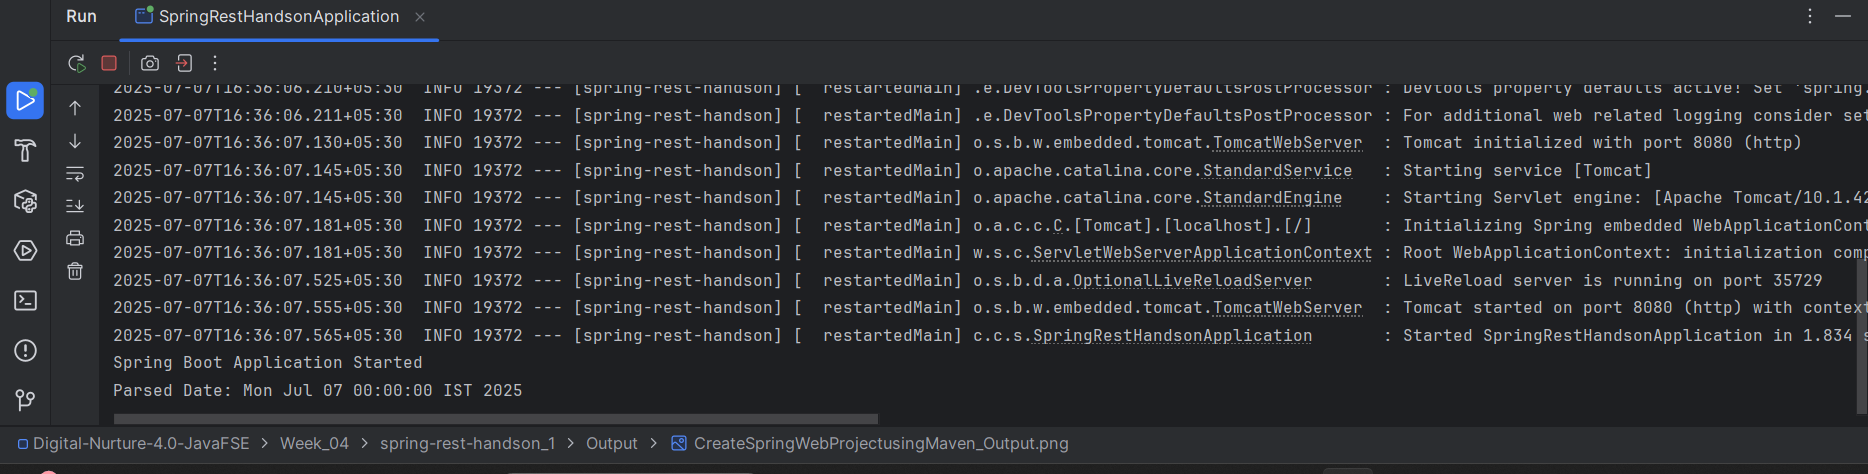 Run SpringRestHandsonApplication
2025-07-07T16:36:06.210+05:30  INFO 19372 --- [spring-rest-handson] [  restartedMain] .e.DevToolsPropertyDefaultsPostProcessor : Devtools property defaults active! Set 'spring.
2025-07-07T16:36:06.211+05:30  INFO 19372 --- [spring-rest-handson] [  restartedMain] .e.DevToolsPropertyDefaultsPostProcessor : For additional web related logging consider set
2025-07-07T16:36:07.130+05:30  INFO 19372 --- [spring-rest-handson] [  restartedMain] o.s.b.w.embedded.tomcat.TomcatWebServer  : Tomcat initialized with port 8080 (http)
2025-07-07T16:36:07.145+05:30  INFO 19372 --- [spring-rest-handson] [  restartedMain] o.apache.catalina.core.StandardService   : Starting service [Tomcat]
2025-07-07T16:36:07.145+05:30  INFO 19372 --- [spring-rest-handson] [  restartedMain] o.apache.catalina.core.StandardEngine    : Starting Servlet engine: [Apache Tomcat/10.1.42
2025-07-07T16:36:07.181+05:30  INFO 19372 --- [spring-rest-handson] [  restartedMain] o.a.c.c.C.[Tomcat].[localhost].[/]       : Initializing Spring embedded WebApplicationCont
2025-07-07T16:36:07.181+05:30  INFO 19372 --- [spring-rest-handson] [  restartedMain] w.s.c.ServletWebServerApplicationContext : Root WebApplicationContext: initialization comp
2025-07-07T16:36:07.525+05:30  INFO 19372 --- [spring-rest-handson] [  restartedMain] o.s.b.d.a.OptionalLiveReloadServer       : LiveReload server is running on port 35729
2025-07-07T16:36:07.555+05:30  INFO 19372 --- [spring-rest-handson] [  restartedMain] o.s.b.w.embedded.tomcat.TomcatWebServer  : Tomcat started on port 8080 (http) with context
2025-07-07T16:36:07.565+05:30  INFO 19372 --- [spring-rest-handson] [  restartedMain] c.c.s.SpringRestHandsonApplication       : Started SpringRestHandsonApplication in 1.834 s
Spring Boot Application Started
Parsed Date: Mon Jul 07 00:00:00 IST 2025
Digital-Nurture-4.0-JavaFSE > Week_04 > spring-rest-handson_1 > Output > CreateSpringWebProjectusingMaven_Output.png